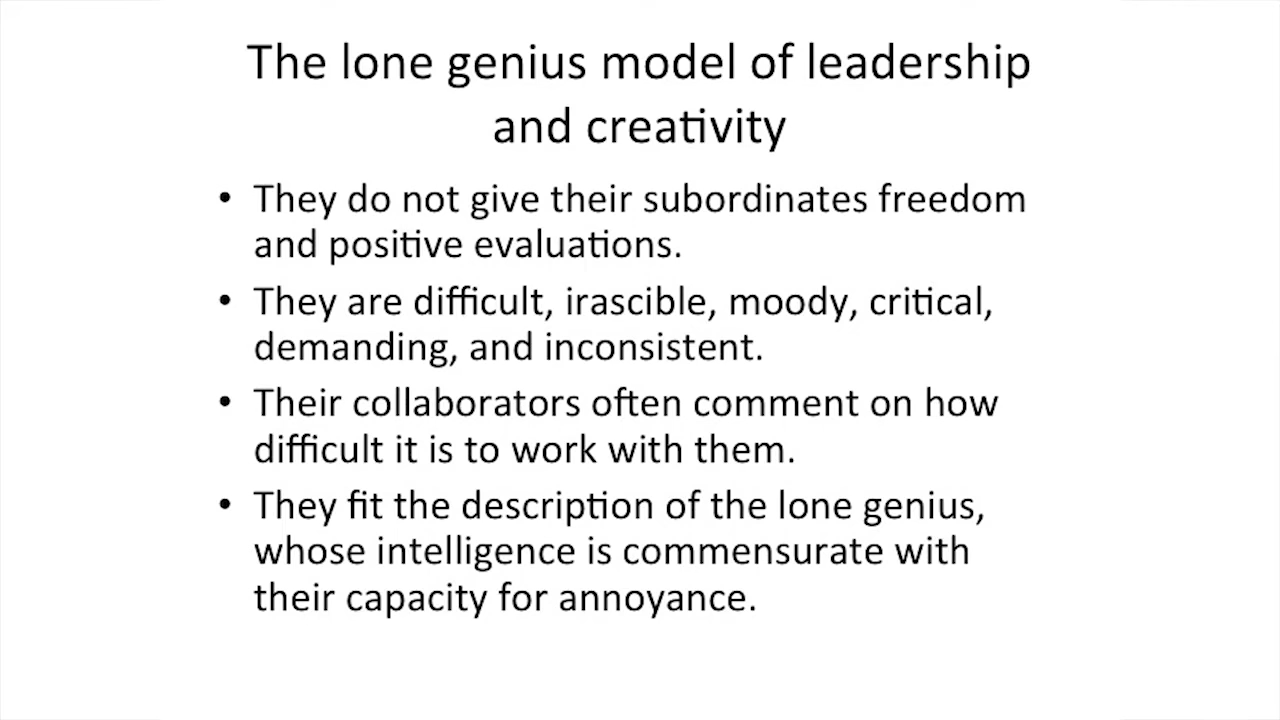 The lone genius model of leadership
and creativity
• They do not give their subordinates freedom
and positive evaluations.
• They are difficult, irascible, moody, critical,
demanding, and inconsistent.
• Their collaborators often comment on how
difficult it is to work with them.
• They fit the description of the lone genius,
whose intelligence is commensurate with
their capacity for annoyance.